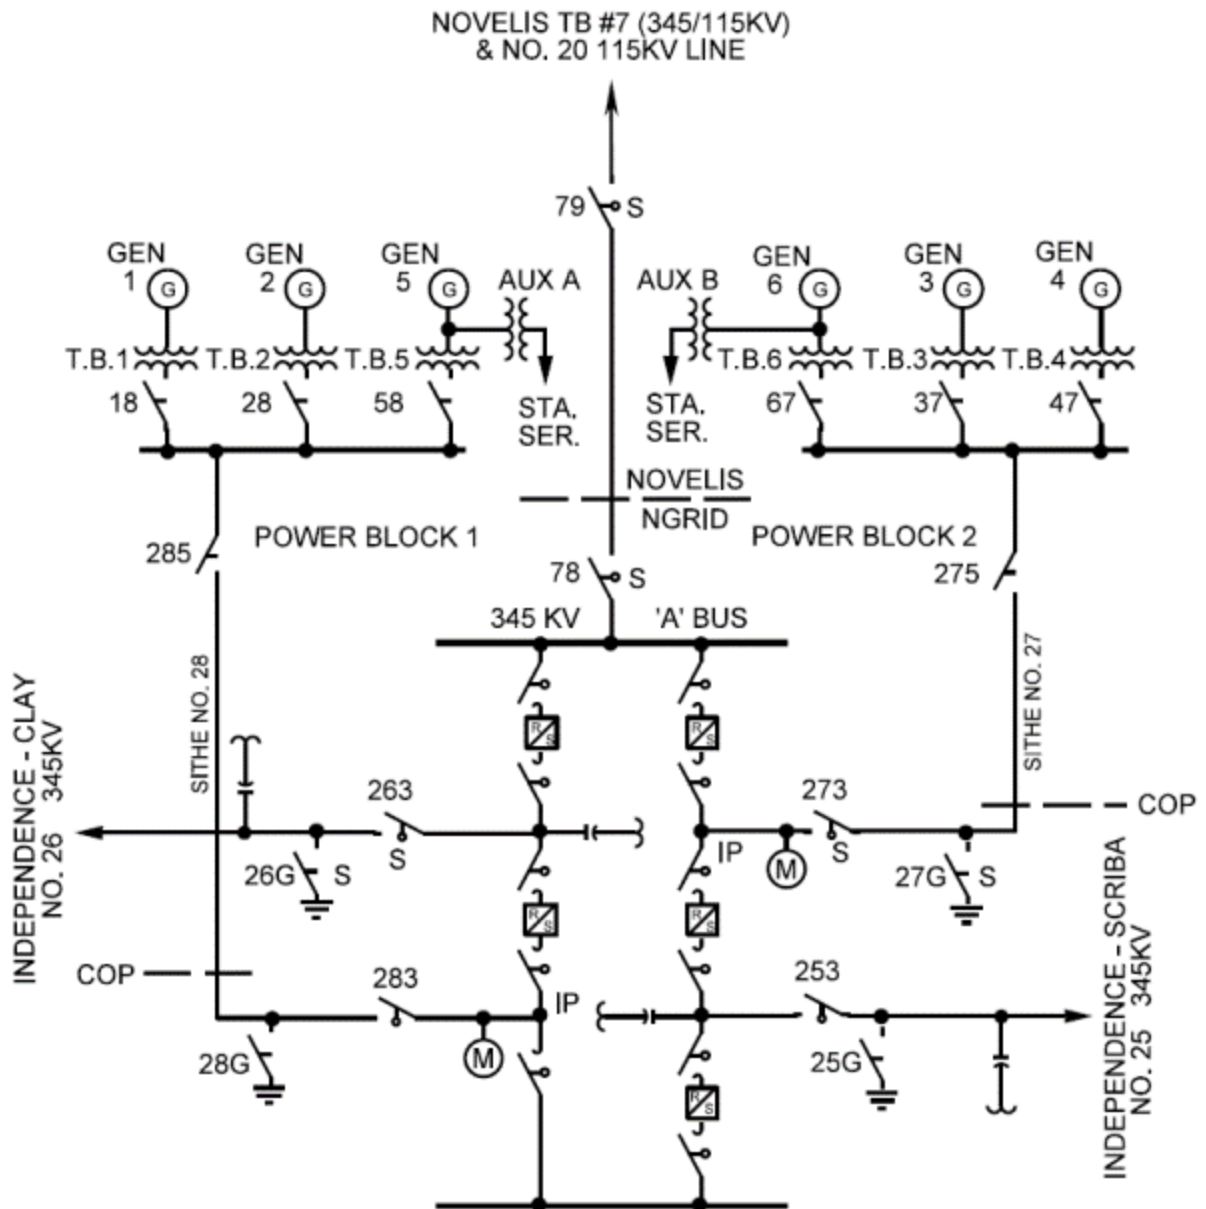 NOVELIS TB #7 (345/115KV)
& NO. 20 115KV LINE
79 S
GEN
1 G
GEN
2 G
GEN
5 G
AUX A
AUX B
GEN
6 G
GEN
3 G
GEN
4 G
T.B.1
T.B.2
T.B.5
T.B.6
T.B.3
T.B.4
18
28
58
STA.
SER.
STA.
SER.
67
37
47
NOVELIS
NGRID
POWER BLOCK 1
POWER BLOCK 2
285
78 S
275
345 KV 'A' BUS
SITHE NO. 28
SITHE NO. 27
INDEPENDENCE - CLAY
NO. 26 345KV
R/S
R/S
263
S
273
S
COP
IP
M
26G S
27G S
R/S
R/S
INDEPENDENCE - SCRIBA
NO. 25 345KV
COP
283
IP
253
28G
M
25G
R/S